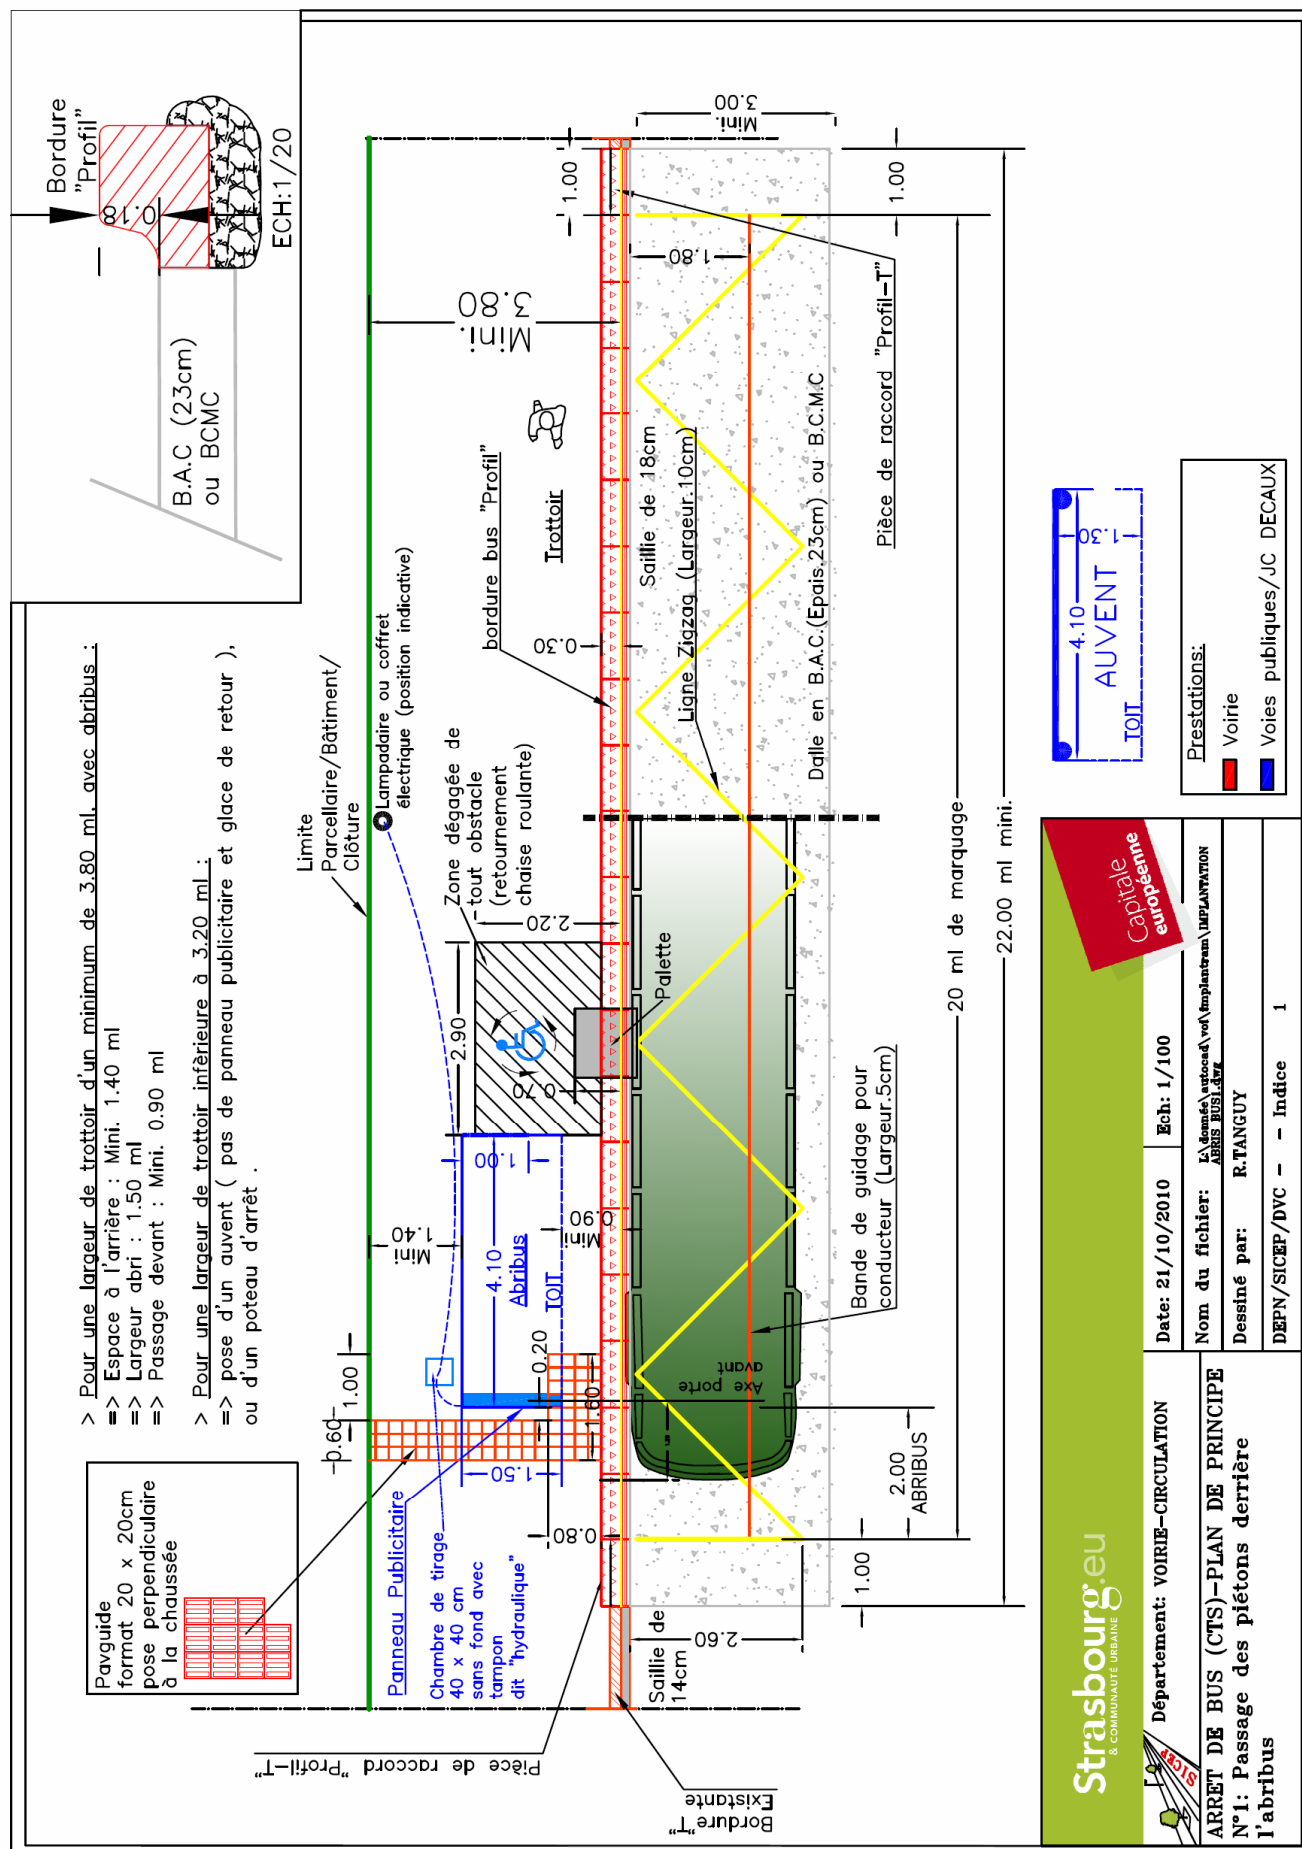 > Pour une largeur de trottoir d'un minimum de 3.80 ml, avec abribus :
=> Espace à l'arrière : Mini. 1.40 ml
=> Largeur abri : 1.50 ml
=> Passage devant : Mini. 0.90 ml
> Pour une largeur de trottoir infèrieure à 3.20 ml :
=> pose d'un auvent ( pas de panneau publicitaire et glace de retour ),
ou d'un poteau d'arrêt .
Bordure
"Profil"
0.18
B.A.C (23cm)
ou BCMC
ECH:1/20
Pavguide
format 20 x 20cm
pose perpendiculaire
à la chaussée
Limite
Parcellaire/Bâtiment/
Clôture
Lampadaire ou coffret
électrique (position indicative)
Zone dégagée de
tout obstacle
(retournement
chaise roulante)
bordure bus "Profil"
Trottoir
Mini.
3.80
1.00
Mini.
3.00
0.60
1.00
Mini
1.40
2.90
2.20
0.30
Panneau Publicitaire
Chambre de tirage
40 x 40 cm
sans fond avec
tampon
dit "hydraulique"
1.50
0.20
1.60
4.10
Abribus
TOIT
1.00
Mini
0.90
0.70
Palette
0.80
Saillie de 18cm
Ligne Zigzag (Largeur.10cm)
1.80
Dalle en B.A.C.(Epais.23cm) ou B.C.M.C
Pièce de raccord "Profil-T"
1.00
Pièce de raccord "Profil-T"
Bordure "T"
Existante
Saillie de
14cm
2.60
Axe porte
avant
1.00
2.00
ABRIBUS
Bande de guidage pour
conducteur (Largeur.5cm)
20 ml de marquage
22.00 ml mini.
4.10
1.30
AUVENT
TOIT
Prestations:
Voirie
Voies publiques/JC DECAUX
Strasbourg.eu
& COMMUNAUTÉ URBAINE
Capitale
européenne
SICEP
Département: VOIRIE-CIRCULATION
Date: 21/10/2010
Ech: 1/100
Nom du fichier:
L:\donnée\autocad\vol\implantram\IMPLANTATION
ABRIS BUS1.dwg
Dessiné par:
R.TANGUY
ARRET DE BUS (CTS)-PLAN DE PRINCIPE
N°1: Passage des piétons derrière
l'abribus
DEPN/SICEP/DVC - - Indice 1